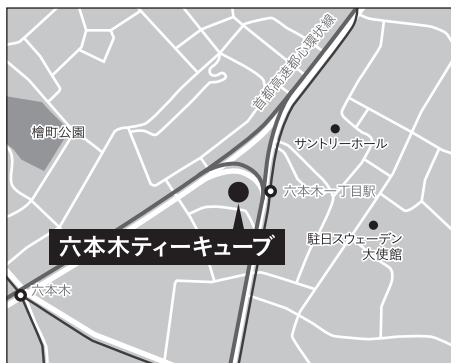 首都高速都心環状線
檜町公園
サントリーホール
六本木一丁目駅
六本木ティーキューブ
駐日スウェーデン
大使館
六本木